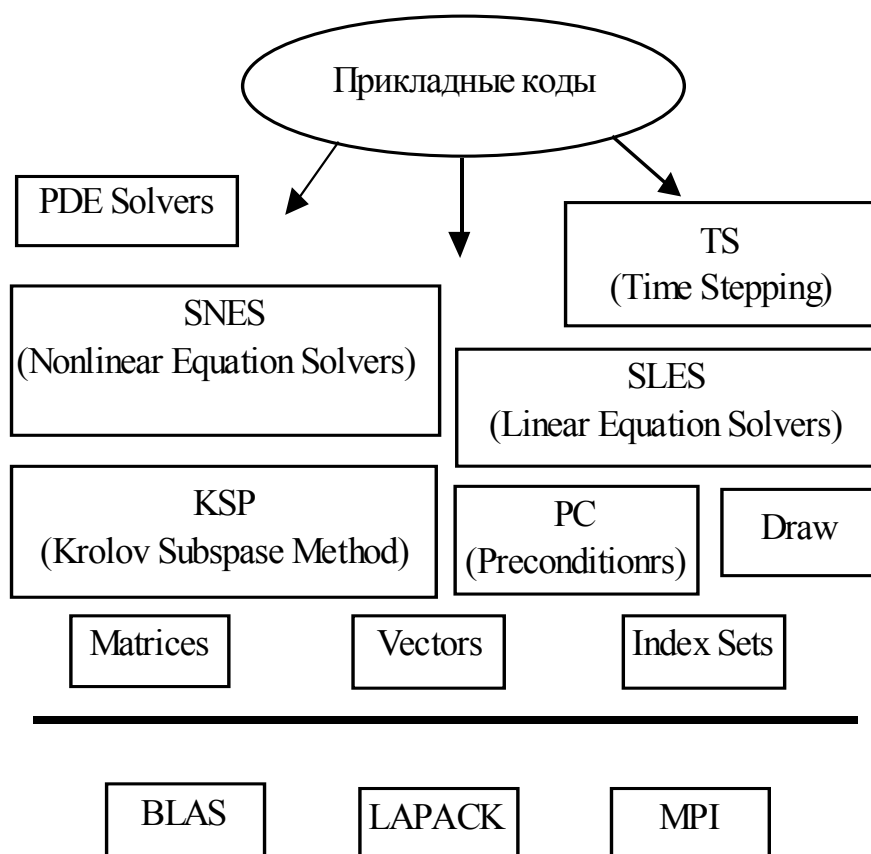 Прикладные коды
PDE Solvers
TS
(Time Stepping)
SNES
(Nonlinear Equation Solvers)
SLES
(Linear Equation Solvers)
KSP
(Krolov Subspase Method)
PC
(Preconditionrs)
Draw
Matrices
Vectors
Index Sets
BLAS
LAPACK
MPI